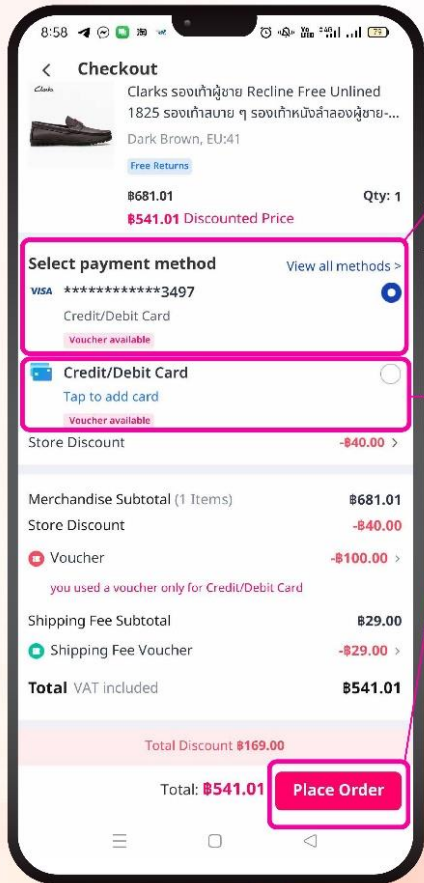 8:58
79
Checkout
Clarks
Clarks รองเท้าผู้ชาย Recline Free Unlined
1825 รองเท้าสบาย ๆ รองเท้าหนังลำลองผู้ชาย-...
Dark Brown, EU:41
Free Returns
฿681.01 Qty: 1
฿541.01 Discounted Price
Select payment method View all methods >
VISA ************3497
Credit/Debit Card
Voucher available
Credit/Debit Card
Tap to add card
Voucher available
Store Discount -฿40.00 >
Merchandise Subtotal (1 Items) ฿681.01
Store Discount -฿40.00
Voucher -฿100.00 >
you used a voucher only for Credit/Debit Card
Shipping Fee Subtotal ฿29.00
Shipping Fee Voucher -฿29.00 >
Total VAT included ฿541.01
Total Discount ฿169.00
Total: ฿541.01 Place Order